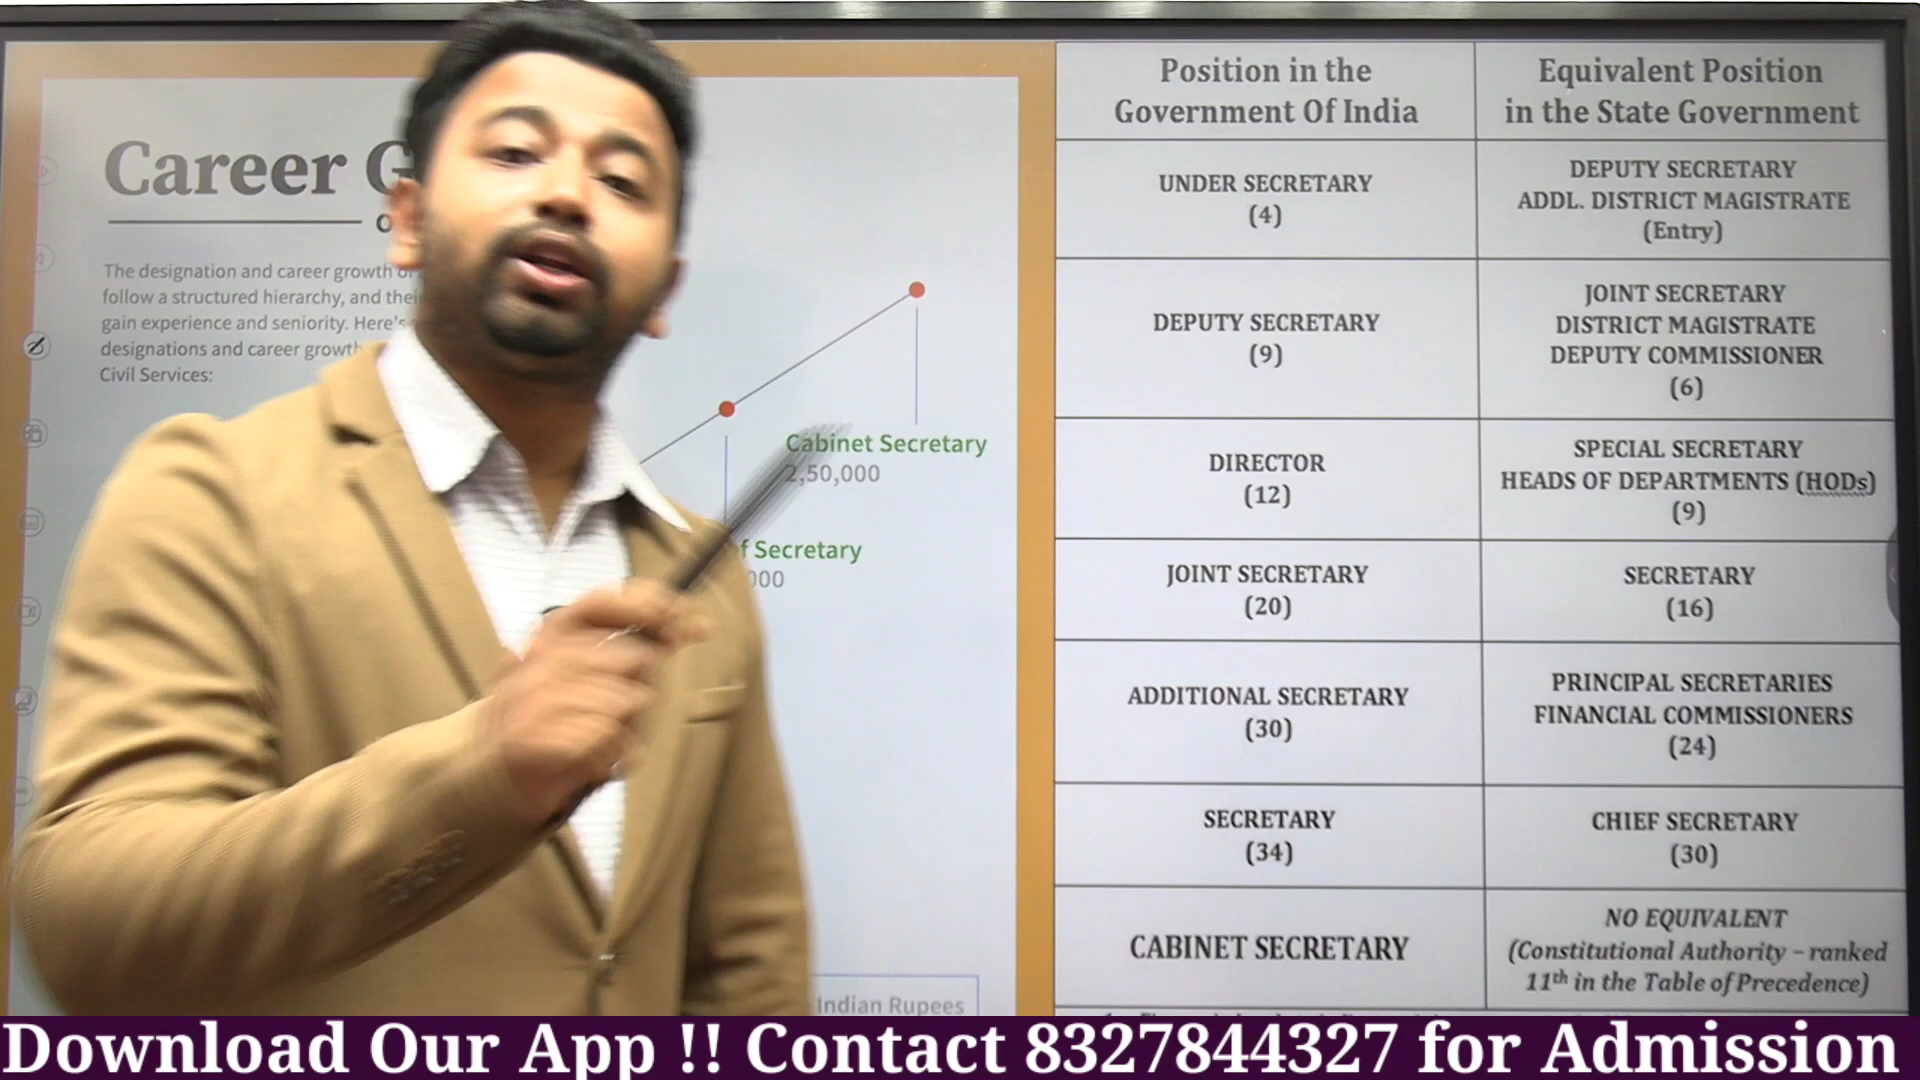 Career G
The designation and career growth of
follow a structured hierarchy, and their
gain experience and seniority. Here's
designations and career growth
Civil Services:
Cabinet Secretary
2,50,000
f Secretary
000
Indian Rupees
Position in the
Government Of India
Equivalent Position
in the State Government
UNDER SECRETARY
(4)
DEPUTY SECRETARY
ADDL. DISTRICT MAGISTRATE
(Entry)
DEPUTY SECRETARY
(9)
JOINT SECRETARY
DISTRICT MAGISTRATE
DEPUTY COMMISSIONER
(6)
DIRECTOR
(12)
SPECIAL SECRETARY
HEADS OF DEPARTMENTS (HODs)
(9)
JOINT SECRETARY
(20)
SECRETARY
(16)
ADDITIONAL SECRETARY
(30)
PRINCIPAL SECRETARIES
FINANCIAL COMMISSIONERS
(24)
SECRETARY
(34)
CHIEF SECRETARY
(30)
CABINET SECRETARY
NO EQUIVALENT
(Constitutional Authority – ranked
11th in the Table of Precedence)
Download Our App !! Contact 8327844327 for Admission